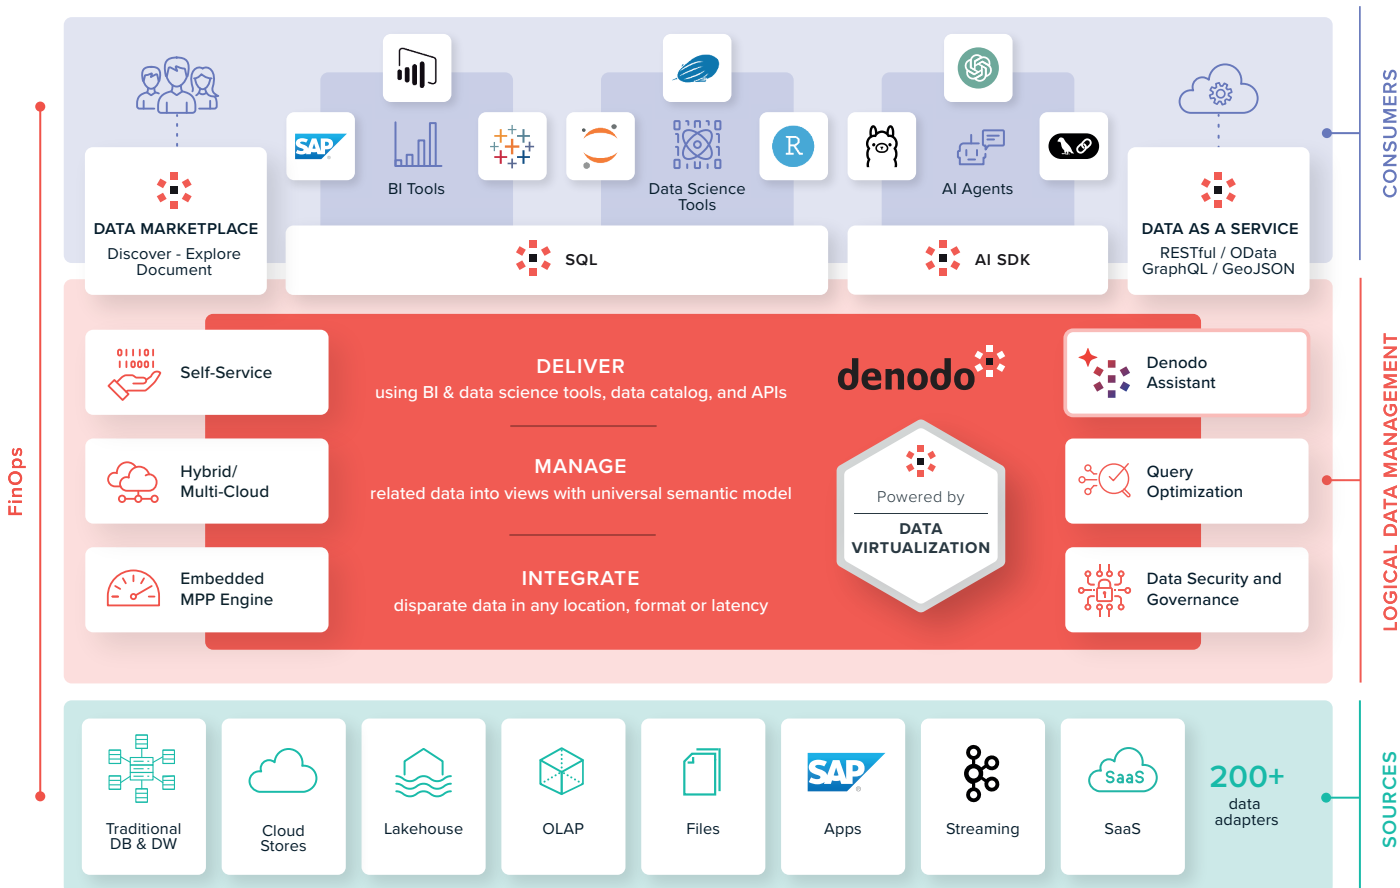 CONSUMERS
SAP
BI Tools
Data Science
Tools
R
AI Agents
DATA MARKETPLACE
Discover - Explore
Document
SQL
AI SDK
DATA AS A SERVICE
RESTful / OData
GraphQL / GeoJSON
FinOps
LOGICAL DATA MANAGEMENT
011101
110001
Self-Service
Hybrid/
Multi-Cloud
Embedded
MPP Engine
DELIVER
using BI & data science tools, data catalog, and APIs
MANAGE
related data into views with universal semantic model
INTEGRATE
disparate data in any location, format or latency
denodo
Powered by
DATA
VIRTUALIZATION
Denodo
Assistant
Query
Optimization
Data Security and
Governance
SOURCES
Traditional
DB & DW
Cloud
Stores
Lakehouse
OLAP
Files
SAP
Apps
Streaming
SaaS
SaaS
200+
data
adapters